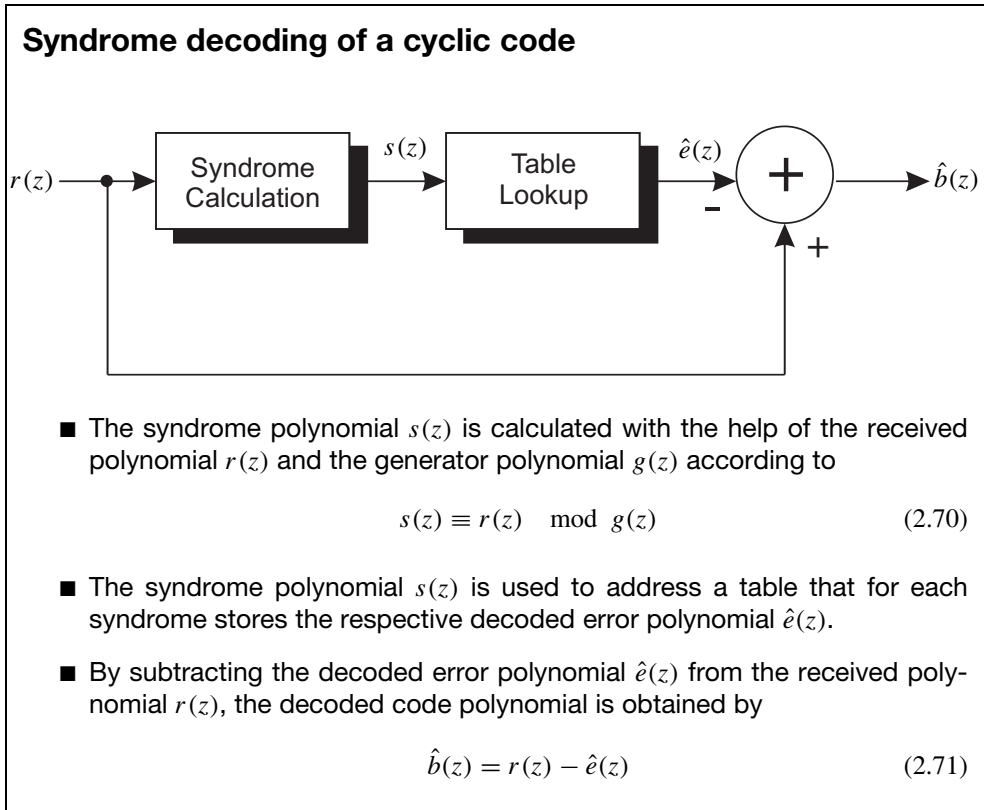 Syndrome decoding of a cyclic code
r(z)
Syndrome
Calculation
s(z)
Table
Lookup
ê(z)
−
+
+
b̂(z)
■ The syndrome polynomial s(z) is calculated with the help of the received
polynomial r(z) and the generator polynomial g(z) according to
s(z) ≡ r(z) mod g(z) (2.70)
■ The syndrome polynomial s(z) is used to address a table that for each
syndrome stores the respective decoded error polynomial ê(z).
■ By subtracting the decoded error polynomial ê(z) from the received poly-
nomial r(z), the decoded code polynomial is obtained by
b̂(z) = r(z) − ê(z) (2.71)